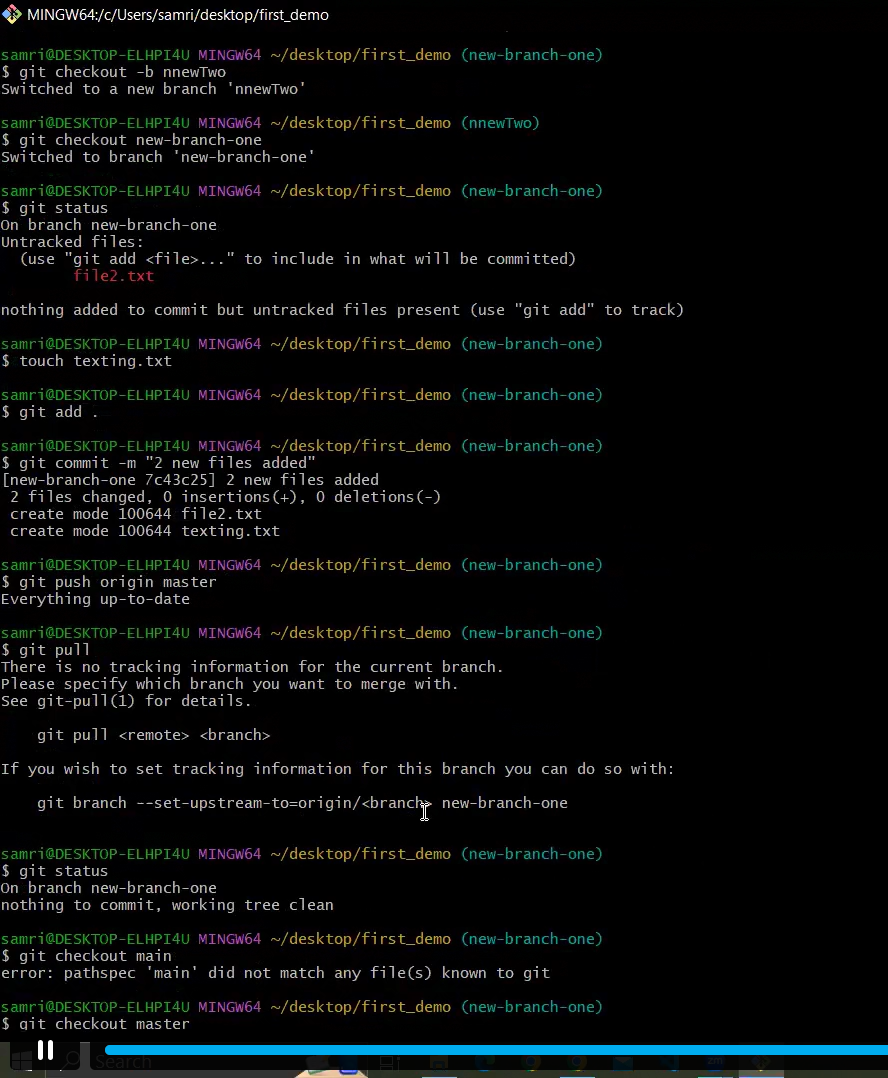 MINGW64:/c/Users/samri/desktop/first_demo
samri@DESKTOP-ELHPI4U MINGW64 ~/desktop/first_demo (new-branch-one)
$ git checkout -b nnewTwo
Switched to a new branch 'nnewTwo'
samri@DESKTOP-ELHPI4U MINGW64 ~/desktop/first_demo (nnewTwo)
$ git checkout new-branch-one
Switched to branch 'new-branch-one'
samri@DESKTOP-ELHPI4U MINGW64 ~/desktop/first_demo (new-branch-one)
$ git status
On branch new-branch-one
Untracked files:
  (use "git add <file>..." to include in what will be committed)
        file2.txt
nothing added to commit but untracked files present (use "git add" to track)
samri@DESKTOP-ELHPI4U MINGW64 ~/desktop/first_demo (new-branch-one)
$ touch texting.txt
samri@DESKTOP-ELHPI4U MINGW64 ~/desktop/first_demo (new-branch-one)
$ git add .
samri@DESKTOP-ELHPI4U MINGW64 ~/desktop/first_demo (new-branch-one)
$ git commit -m "2 new files added"
[new-branch-one 7c43c25] 2 new files added
 2 files changed, 0 insertions(+), 0 deletions(-)
 create mode 100644 file2.txt
 create mode 100644 texting.txt
samri@DESKTOP-ELHPI4U MINGW64 ~/desktop/first_demo (new-branch-one)
$ git push origin master
Everything up-to-date
samri@DESKTOP-ELHPI4U MINGW64 ~/desktop/first_demo (new-branch-one)
$ git pull
There is no tracking information for the current branch.
Please specify which branch you want to merge with.
See git-pull(1) for details.
    git pull <remote> <branch>
If you wish to set tracking information for this branch you can do so with:
    git branch --set-upstream-to=origin/<branch> new-branch-one
samri@DESKTOP-ELHPI4U MINGW64 ~/desktop/first_demo (new-branch-one)
$ git status
On branch new-branch-one
nothing to commit, working tree clean
samri@DESKTOP-ELHPI4U MINGW64 ~/desktop/first_demo (new-branch-one)
$ git checkout main
error: pathspec 'main' did not match any file(s) known to git
samri@DESKTOP-ELHPI4U MINGW64 ~/desktop/first_demo (new-branch-one)
$ git checkout master
Search